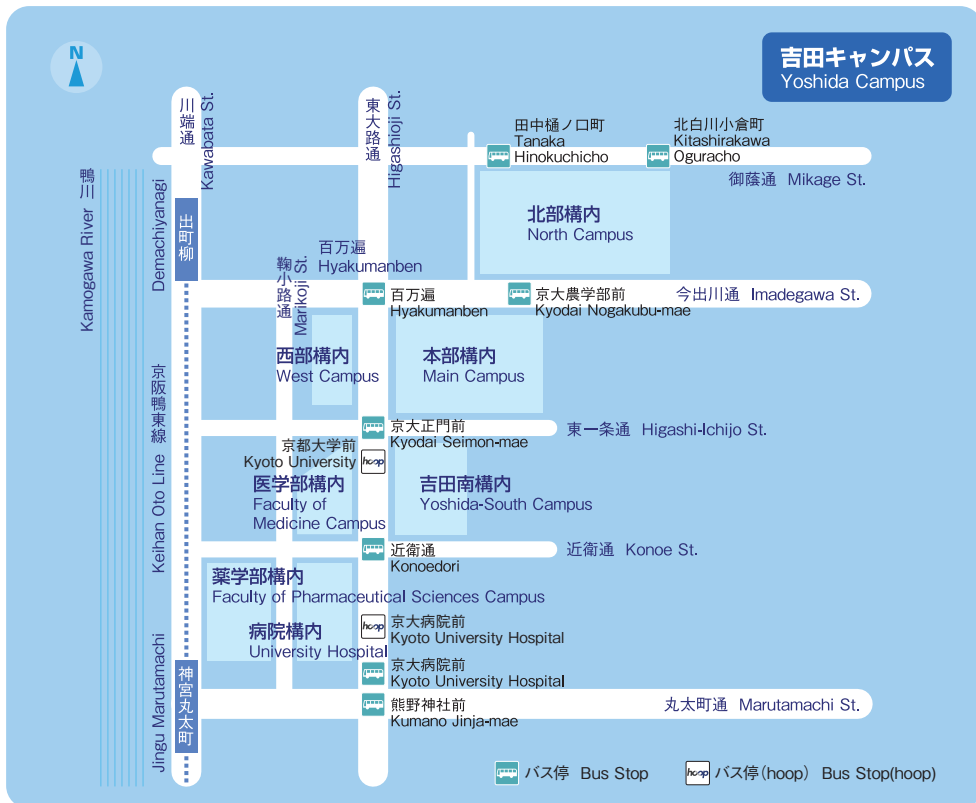 N
吉田キャンパス
Yoshida Campus
川端通
Kawabata St.
東大路通
Higashioji St.
田中樋ノ口町
Tanaka
Hinokuchicho
北白川小倉町
Kitashirakawa
Oguracho
御蔭通 Mikage St.
鴨川
Kamogawa River
出町柳
Demachiyanagi
北部構内
North Campus
百万遍
Hyakumanben
鞠小路通
Marikoji St.
百万遍
Hyakumanben
京大農学部前
Kyodai Nogakubu-mae
今出川通 Imadegawa St.
西部構内
West Campus
本部構内
Main Campus
京阪鴨東線
Keihan Oto Line
京大正門前
Kyodai Seimon-mae
東一条通 Higashi-Ichijo St.
京都大学前
Kyoto University
hoop
医学部構内
Faculty of
Medicine Campus
吉田南構内
Yoshida-South Campus
近衛通
Konoedori
近衛通 Konoe St.
薬学部構内
Faculty of Pharmaceutical Sciences Campus
病院構内
University Hospital
hoop
京大病院前
Kyoto University Hospital
京大病院前
Kyoto University Hospital
神宮丸太町
Jingu Marutamachi
熊野神社前
Kumano Jinja-mae
丸太町通 Marutamachi St.
バス停 Bus Stop
hoop
バス停(hoop) Bus Stop(hoop)